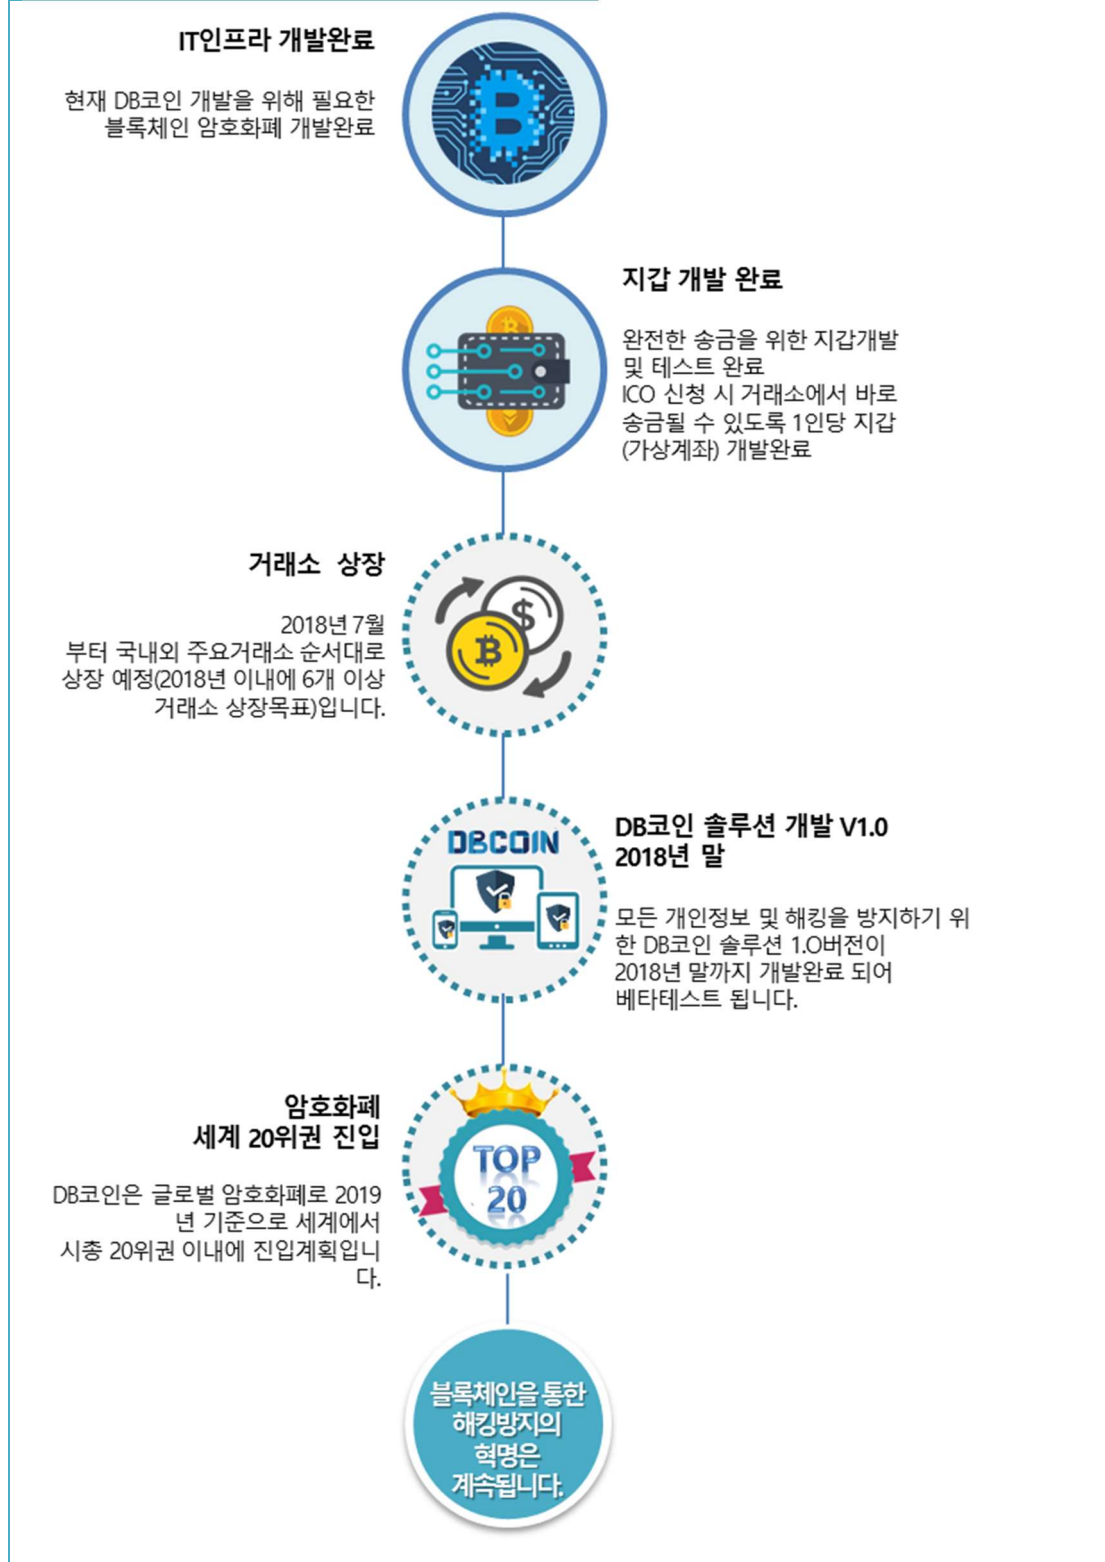 IT인프라 개발완료
현재 DB코인 개발을 위해 필요한
블록체인 암호화폐 개발완료
지갑 개발 완료
완전한 송금을 위한 지갑개발
및 테스트 완료
ICO 신청 시 거래소에서 바로
송금될 수 있도록 1인당 지갑
(가상계좌) 개발완료
거래소 상장
2018년 7월
부터 국내외 주요거래소 순서대로
상장 예정(2018년 이내에 6개 이상
거래소 상장목표)입니다.
DBCOIN
DB코인 솔루션 개발 V1.0
2018년 말
모든 개인정보 및 해킹을 방지하기 위
한 DB코인 솔루션 1.0버전이
2018년 말까지 개발완료 되어
베타테스트 됩니다.
암호화폐
세계 20위권 진입
DB코인은 글로벌 암호화폐로 2019
년 기준으로 세계에서
시총 20위권 이내에 진입계획입니
다.
TOP
20
블록체인을 통한
해킹방지의
혁명은
계속됩니다.